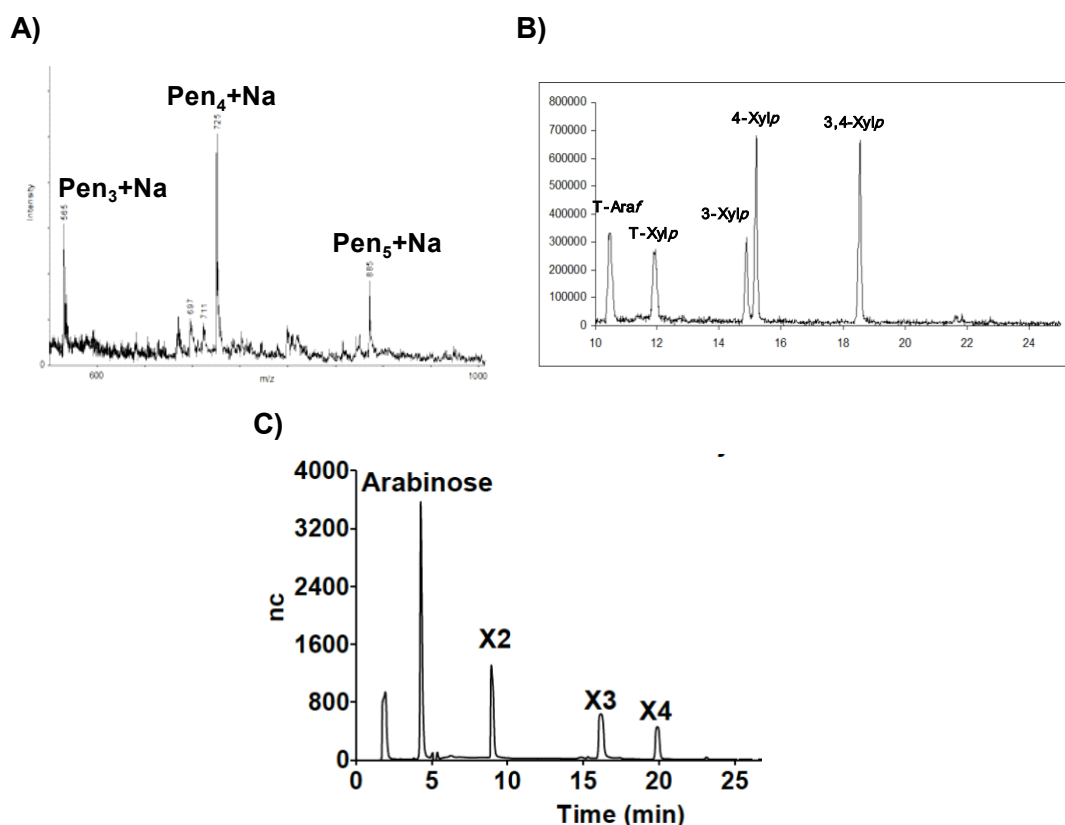 A)
Pen₃+Na
Pen₄+Na
Pen₅+Na
565
697
711
725
885
Intensity
0
600
1000
m/z
B)
800000
700000
600000
500000
400000
300000
200000
100000
0
T-Araf
T-Xylp
3-Xylp
4-Xylp
3,4-Xylp
10 12 14 16 18 20 22 24
C)
4000
3200
2400
1600
800
0
nc
Arabinose
X2
X3
X4
0 5 10 15 20 25
Time (min)